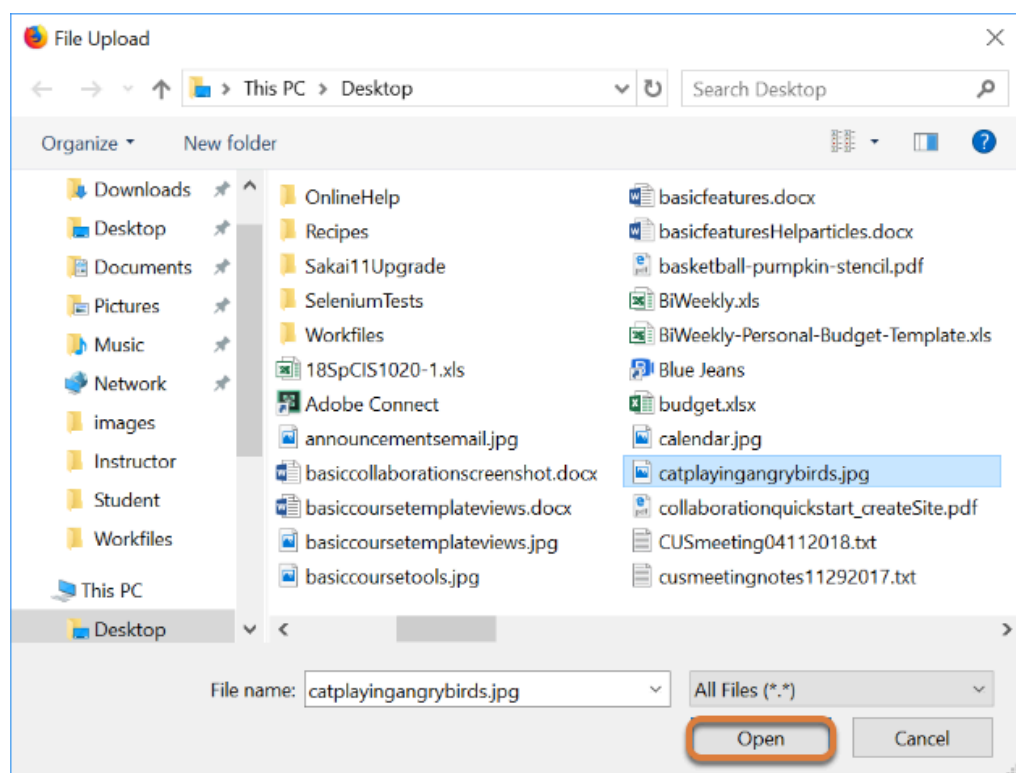 File Upload
This PC > Desktop
Search Desktop
Organize
New folder
?
Downloads
Desktop
Documents
Pictures
Music
Network
images
Instructor
Student
Workfiles
This PC
Desktop
OnlineHelp
Recipes
Sakai11Upgrade
SeleniumTests
Workfiles
18SpCIS1020-1.xls
Adobe Connect
announcementsemail.jpg
basiccollaborationscreenshot.docx
basiccoursetemplateviews.docx
basiccoursetemplateviews.jpg
basiccoursetools.jpg
basicfeatures.docx
basicfeaturesHelparticles.docx
basketball-pumpkin-stencil.pdf
BiWeekly.xls
BiWeekly-Personal-Budget-Template.xls
Blue Jeans
budget.xlsx
calendar.jpg
catplayingangrybirds.jpg
collaborationquickstart_createSite.pdf
CUSmeeting04112018.txt
cusmeetingnotes11292017.txt
File name: catplayingangrybirds.jpg
All Files (*.*)
Open
Cancel